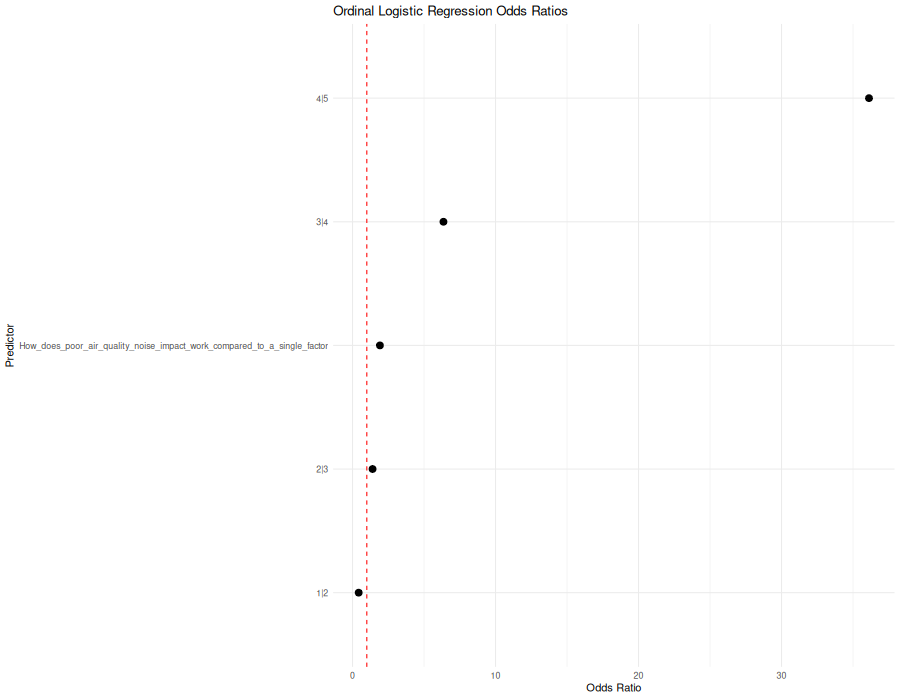 Ordinal Logistic Regression Odds Ratios
4|5
3|4
Predictor
How_does_poor_air_quality_noise_impact_work_compared_to_a_single_factor
2|3
1|2
0 10 20 30
Odds Ratio